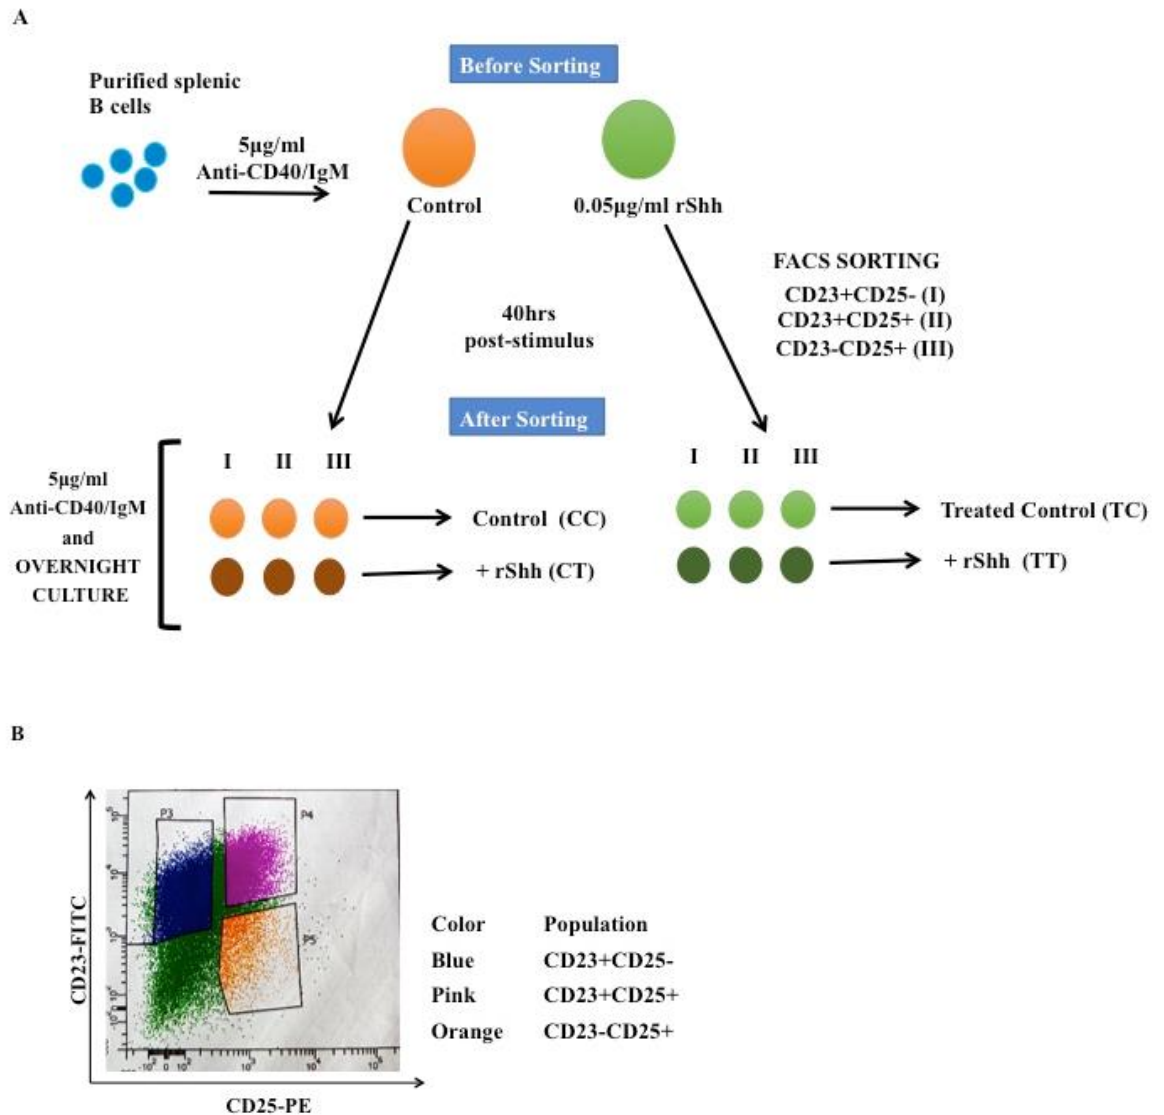 A
Before Sorting
Purified splenic
B cells
5µg/ml
Anti-CD40/IgM
Control
0.05µg/ml rShh
FACS SORTING
CD23+CD25- (I)
CD23+CD25+ (II)
CD23-CD25+ (III)
40hrs
post-stimulus
After Sorting
5µg/ml
Anti-CD40/IgM
and
OVERNIGHT
CULTURE
I II III
Control (CC)
+ rShh (CT)
I II III
Treated Control (TC)
+ rShh (TT)
B
P3
P4
P5
CD23-FITC
CD25-PE
Color Population
Blue CD23+CD25-
Pink CD23+CD25+
Orange CD23-CD25+